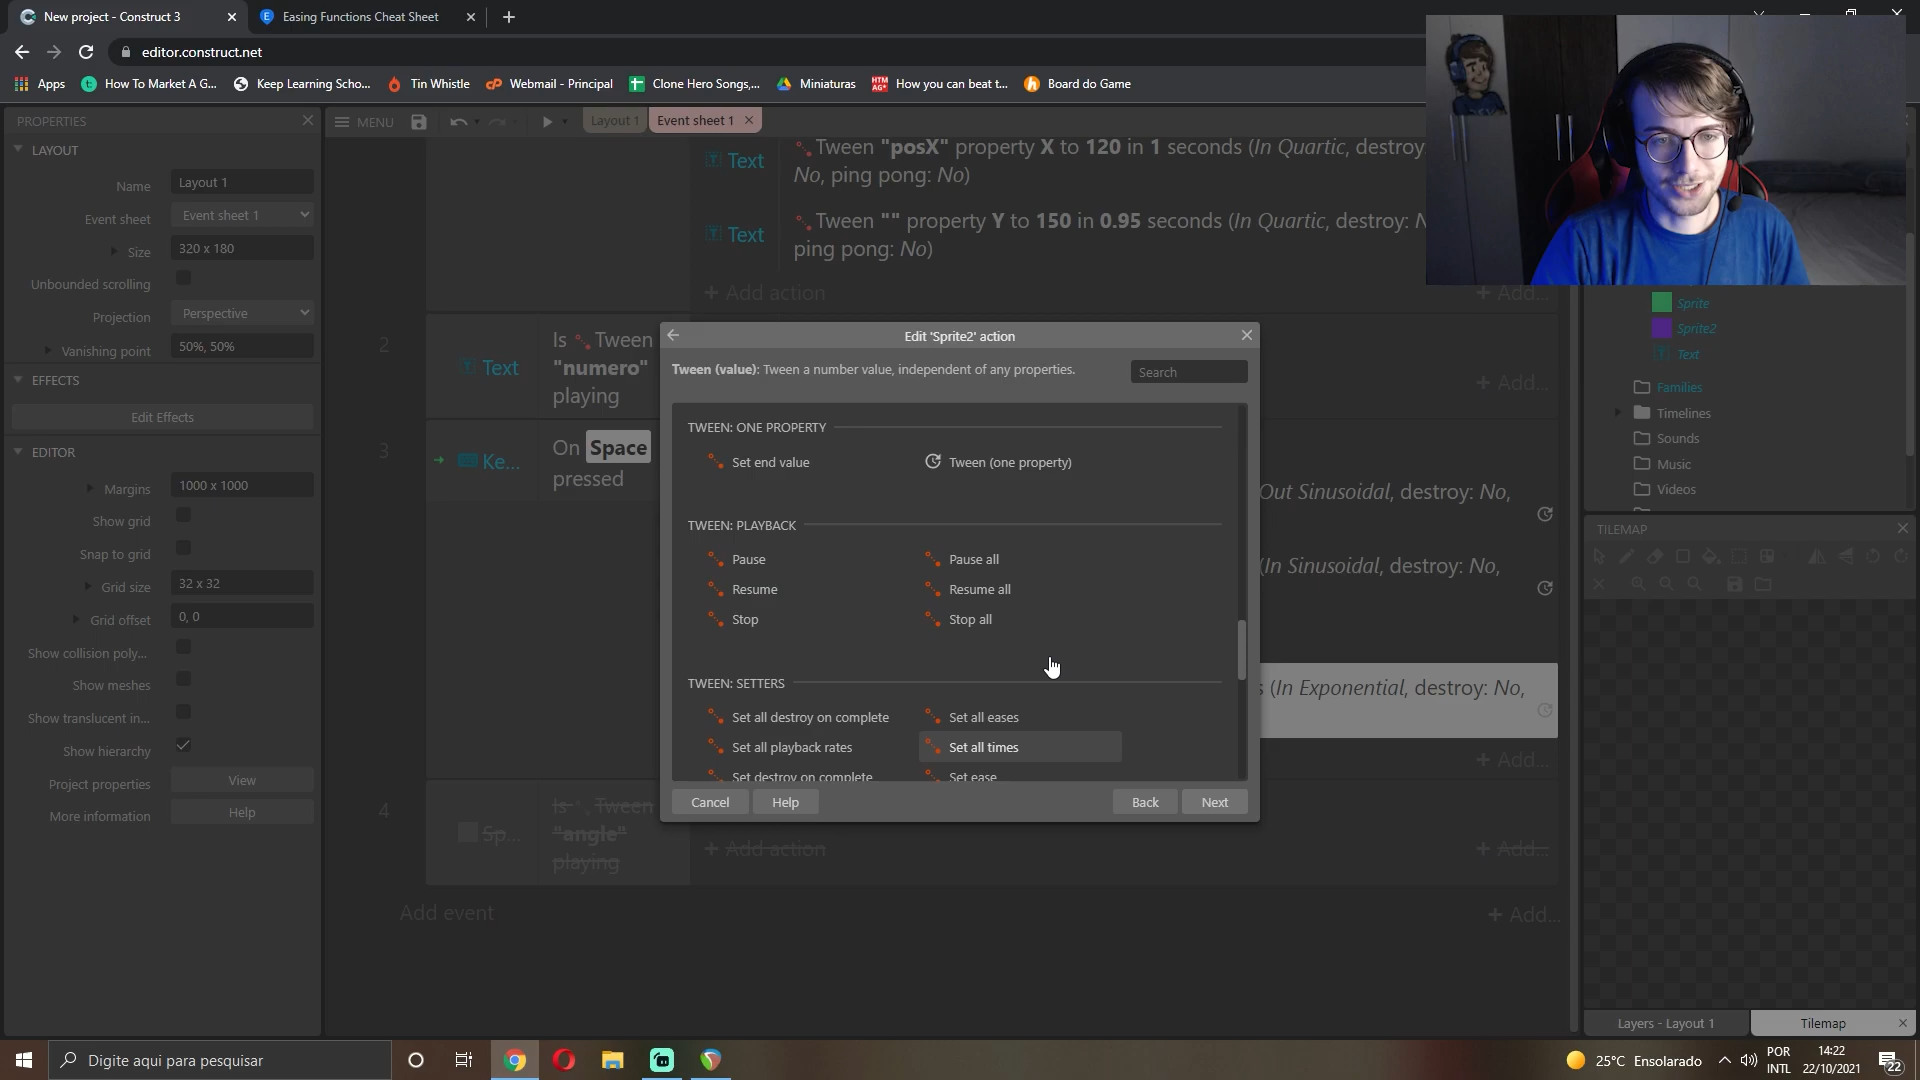 New project - Construct 3
Easing Functions Cheat Sheet
editor.construct.net
Apps
How To Market A G...
Keep Learning Scho...
Tin Whistle
Webmail - Principal
Clone Hero Songs,...
Miniaturas
How you can beat t...
Board do Game
PROPERTIES
LAYOUT
Name
Layout 1
Event sheet
Event sheet 1
Size
320 x 180
Unbounded scrolling
Projection
Perspective
Vanishing point
50%, 50%
EFFECTS
Edit Effects
EDITOR
Margins
1000 x 1000
Show grid
Snap to grid
Grid size
32 x 32
Grid offset
0, 0
Show collision poly...
Show meshes
Show translucent in...
Show hierarchy
Project properties
View
More information
Help
MENU
Layout 1
Event sheet 1
Text
Tween "posX" property X to 120 in 1 seconds (In Quartic, destroy
No, ping pong: No)
Text
Tween "" property Y to 150 in 0.95 seconds (In Quartic, destroy: N
ping pong: No)
+ Add action
+ Add...
2
Text
Is Tween
"numero"
playing
+ Add...
3
Ke...
On Space
pressed
Out Sinusoidal, destroy: No,
(In Sinusoidal, destroy: No,
s (In Exponential, destroy: No,
+ Add...
4
Sp...
Is Tween
"angle"
playing
+ Add action
+ Add...
Add event
+ Add...
Edit 'Sprite2' action
Tween (value): Tween a number value, independent of any properties.
Search
TWEEN: ONE PROPERTY
Set end value
Tween (one property)
TWEEN: PLAYBACK
Pause
Pause all
Resume
Resume all
Stop
Stop all
TWEEN: SETTERS
Set all destroy on complete
Set all eases
Set all playback rates
Set all times
Set destroy on complete
Set ease
Cancel
Help
Back
Next
Sprite
Sprite2
Text
Families
Timelines
Sounds
Music
Videos
TILEMAP
Layers - Layout 1
Tilemap
Digite aqui para pesquisar
25°C Ensolarado
POR
INTL
14:22
22/10/2021
22